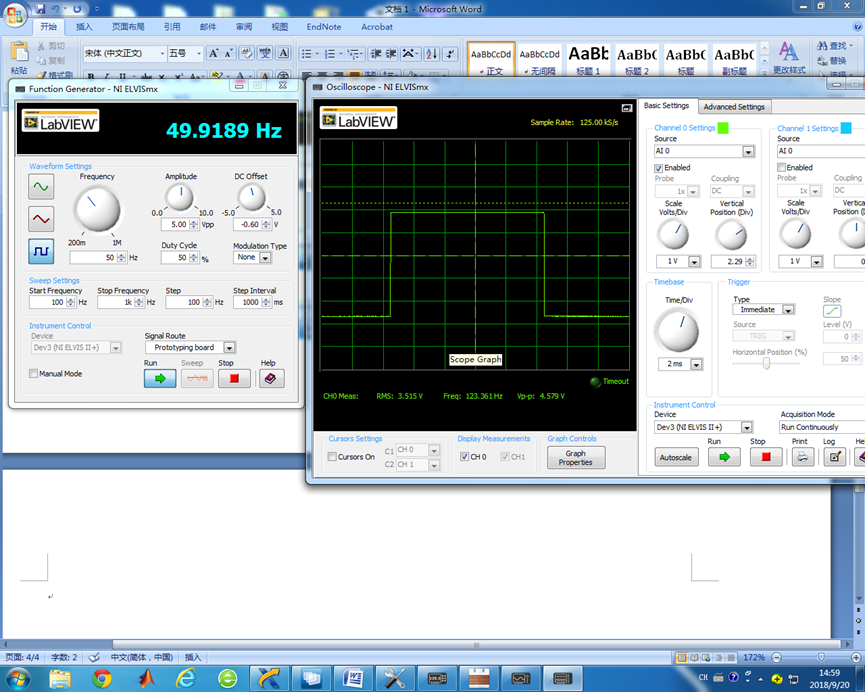 文档 1 - Microsoft Word
开始 插入 页面布局 引用 邮件 审阅 视图 EndNote Acrobat
剪切
复制
格式刷
粘贴
宋体 (中文正文) 五号
AaBbCcDd AaBbCcDd AaBb AaBbC AaBbC AaBbC
正文 无间隔 标题 1 标题 2 标题 副标题
更改样式
查找
替换
选择
Function Generator - NI ELVISmx
LabVIEW
49.9189 Hz
Waveform Settings
Frequency Amplitude DC Offset
0.0 10.0 -5.0 5.0
5.00 Vpp -0.60 V
200m 1M
Duty Cycle Modulation Type
50 Hz 50 % None
Sweep Settings
Start Frequency Stop Frequency Step Step Interval
100 Hz 1k Hz 100 Hz 1000 ms
Instrument Control
Device Signal Route
Dev3 (NI ELVIS II+) Prototyping board
Run Sweep Stop Help
Manual Mode
Oscilloscope - NI ELVISmx
LabVIEW
Sample Rate: 125.00 kS/s
Scope Graph
Timeout
CH0 Meas: RMS: 3.515 V Freq: 123.361 Hz Vp-p: 4.579 V
Cursors Settings Display Measurements Graph Controls
Cursors On C1 CH 0
C2 CH 1
CH 0 CH1
Graph
Properties
Basic Settings Advanced Settings
Channel 0 Settings Channel 1 Settings
Source Source
AI 0 AI 0
Enabled Enabled
Probe Coupling Probe Coupling
1x DC 1x DC
Scale Vertical Scale Vertical
Volts/Div Position (Div) Volts/Div Position (D
1 V 2.29 1 V 0
Timebase Trigger
Time/Div
2 ms
Type Slope
Immediate
Source Level (V)
TRIG 0
Horizontal Position (%)
50
Instrument Control
Device Acquisition Mode
Dev3 (NI ELVIS II+) Run Continuously
Run Stop Print Log He
Autoscale
页面: 4/4 字数: 2 中文(简体，中国) 插入
172%
CH
14:59
2018/9/20